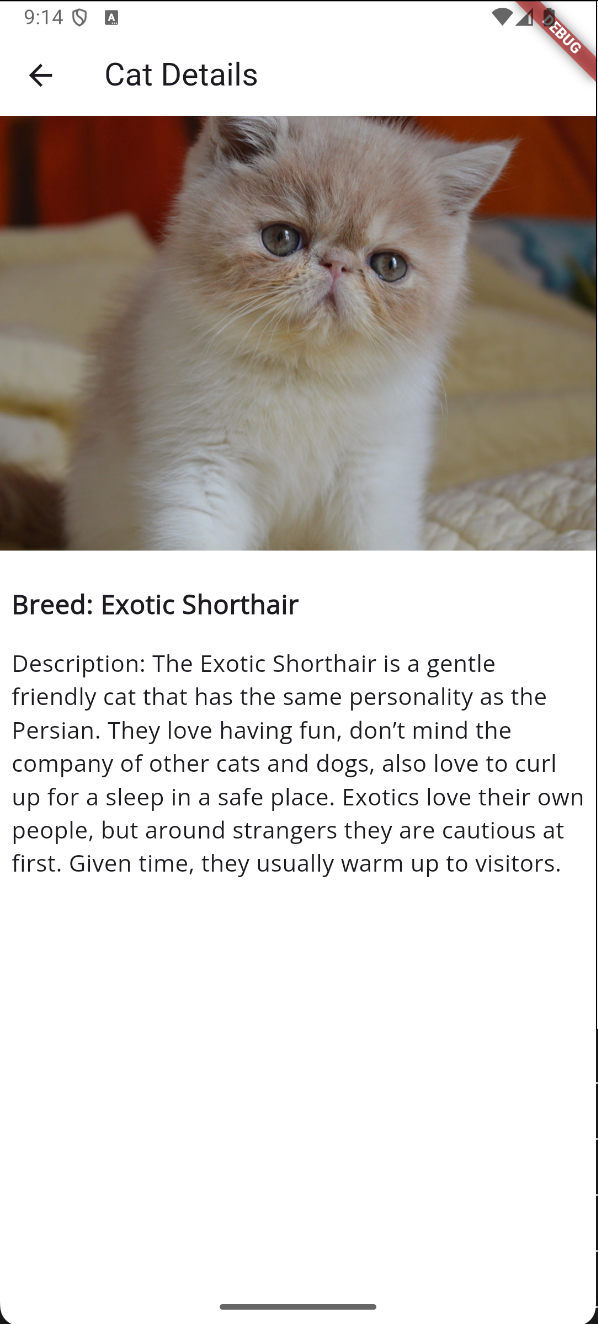 9:14 A
DEBUG
Cat Details
Breed: Exotic Shorthair
Description: The Exotic Shorthair is a gentle
friendly cat that has the same personality as the
Persian. They love having fun, don’t mind the
company of other cats and dogs, also love to curl
up for a sleep in a safe place. Exotics love their own
people, but around strangers they are cautious at
first. Given time, they usually warm up to visitors.